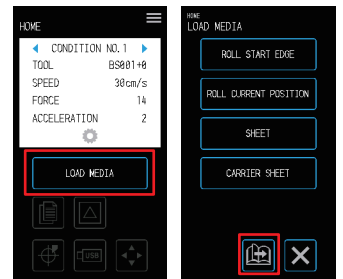 HOME
CONDITION NO.1
TOOL BS001+0
SPEED 30cm/s
FORCE 14
ACCELERATION 2
LOAD MEDIA
USB
HOME
LOAD MEDIA
ROLL START EDGE
ROLL CURRENT POSITION
SHEET
CARRIER SHEET